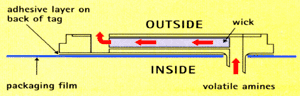 adhesive layer on
back of tag
OUTSIDE
wick
INSIDE
packaging film
volatile amines